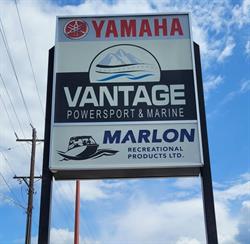 YAMAHA
VANTAGE
POWERSPORT & MARINE
MARLON
RECREATIONAL
PRODUCTS LTD.